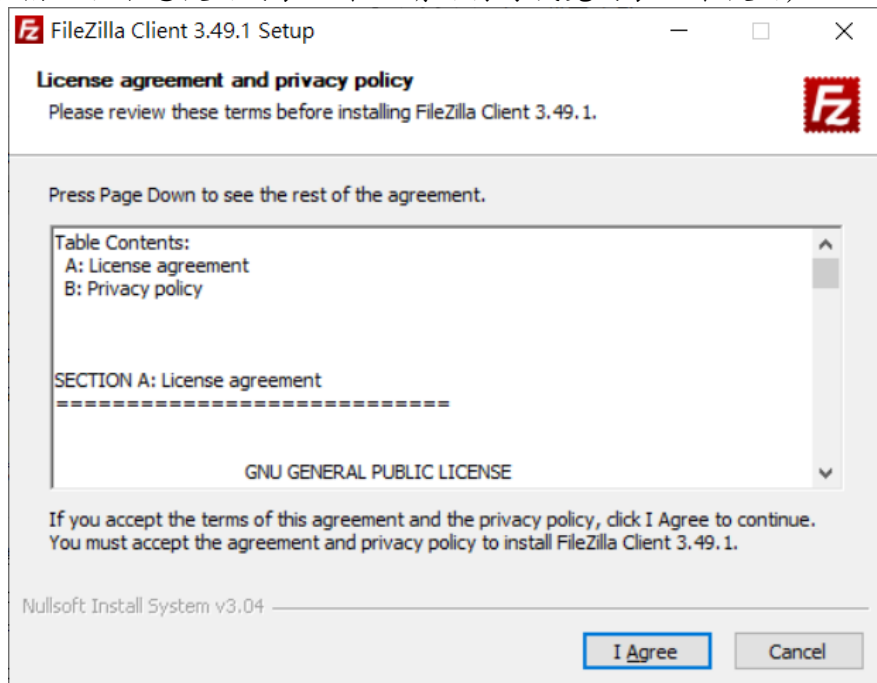 FileZilla Client 3.49.1 Setup
License agreement and privacy policy
Please review these terms before installing FileZilla Client 3.49.1.
Press Page Down to see the rest of the agreement.
Table Contents:
A: License agreement
B: Privacy policy
SECTION A: License agreement
============================
GNU GENERAL PUBLIC LICENSE
If you accept the terms of this agreement and the privacy policy, click I Agree to continue.
You must accept the agreement and privacy policy to install FileZilla Client 3.49.1.
Nullsoft Install System v3.04
I Agree
Cancel